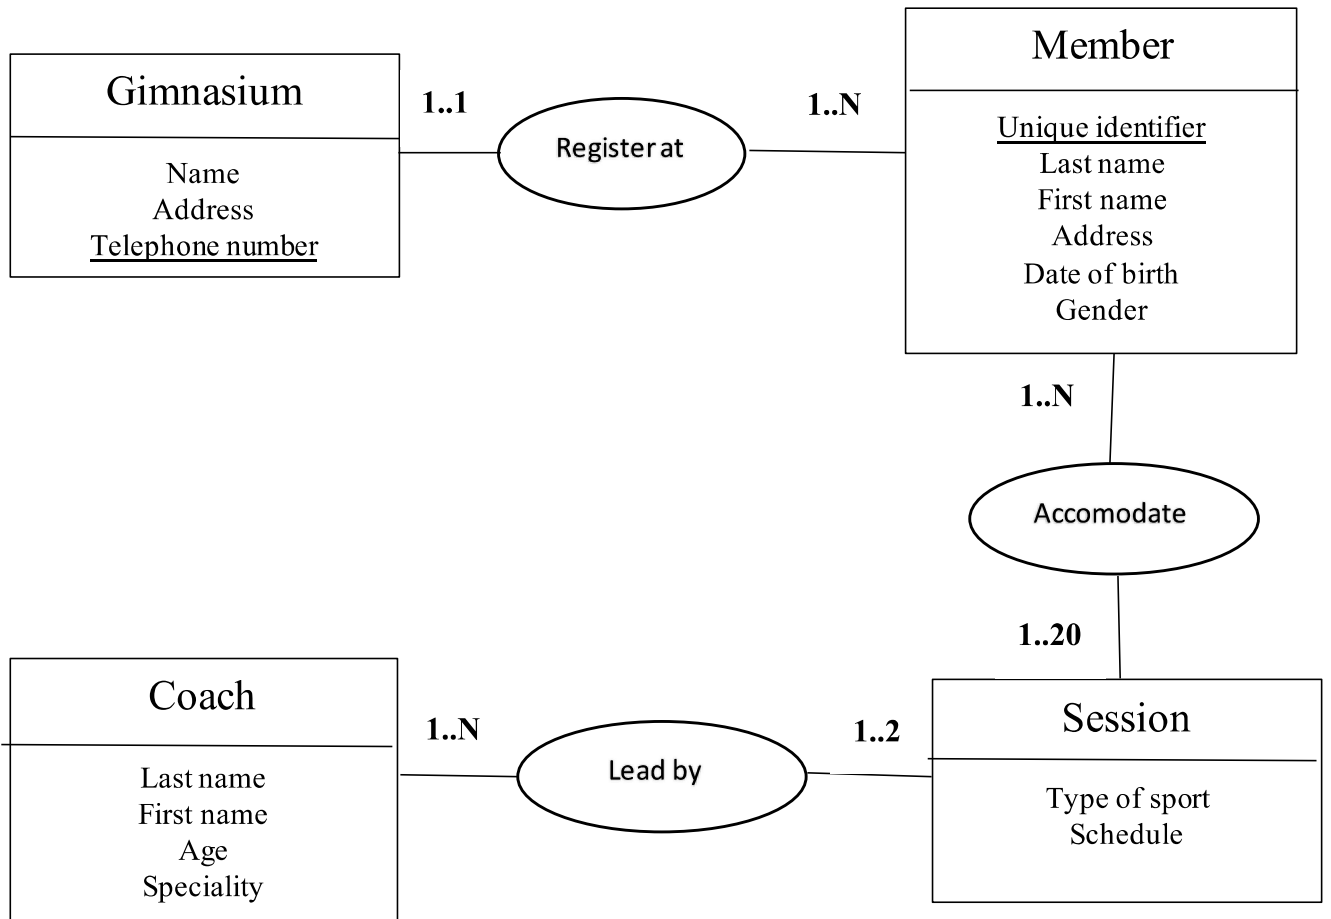 Gimnasium
Name
Address
Telephone number
1..1
Register at
1..N
Member
Unique identifier
Last name
First name
Address
Date of birth
Gender
1..N
Accomodate
1..20
Coach
Last name
First name
Age
Speciality
1..N
Lead by
1..2
Session
Type of sport
Schedule